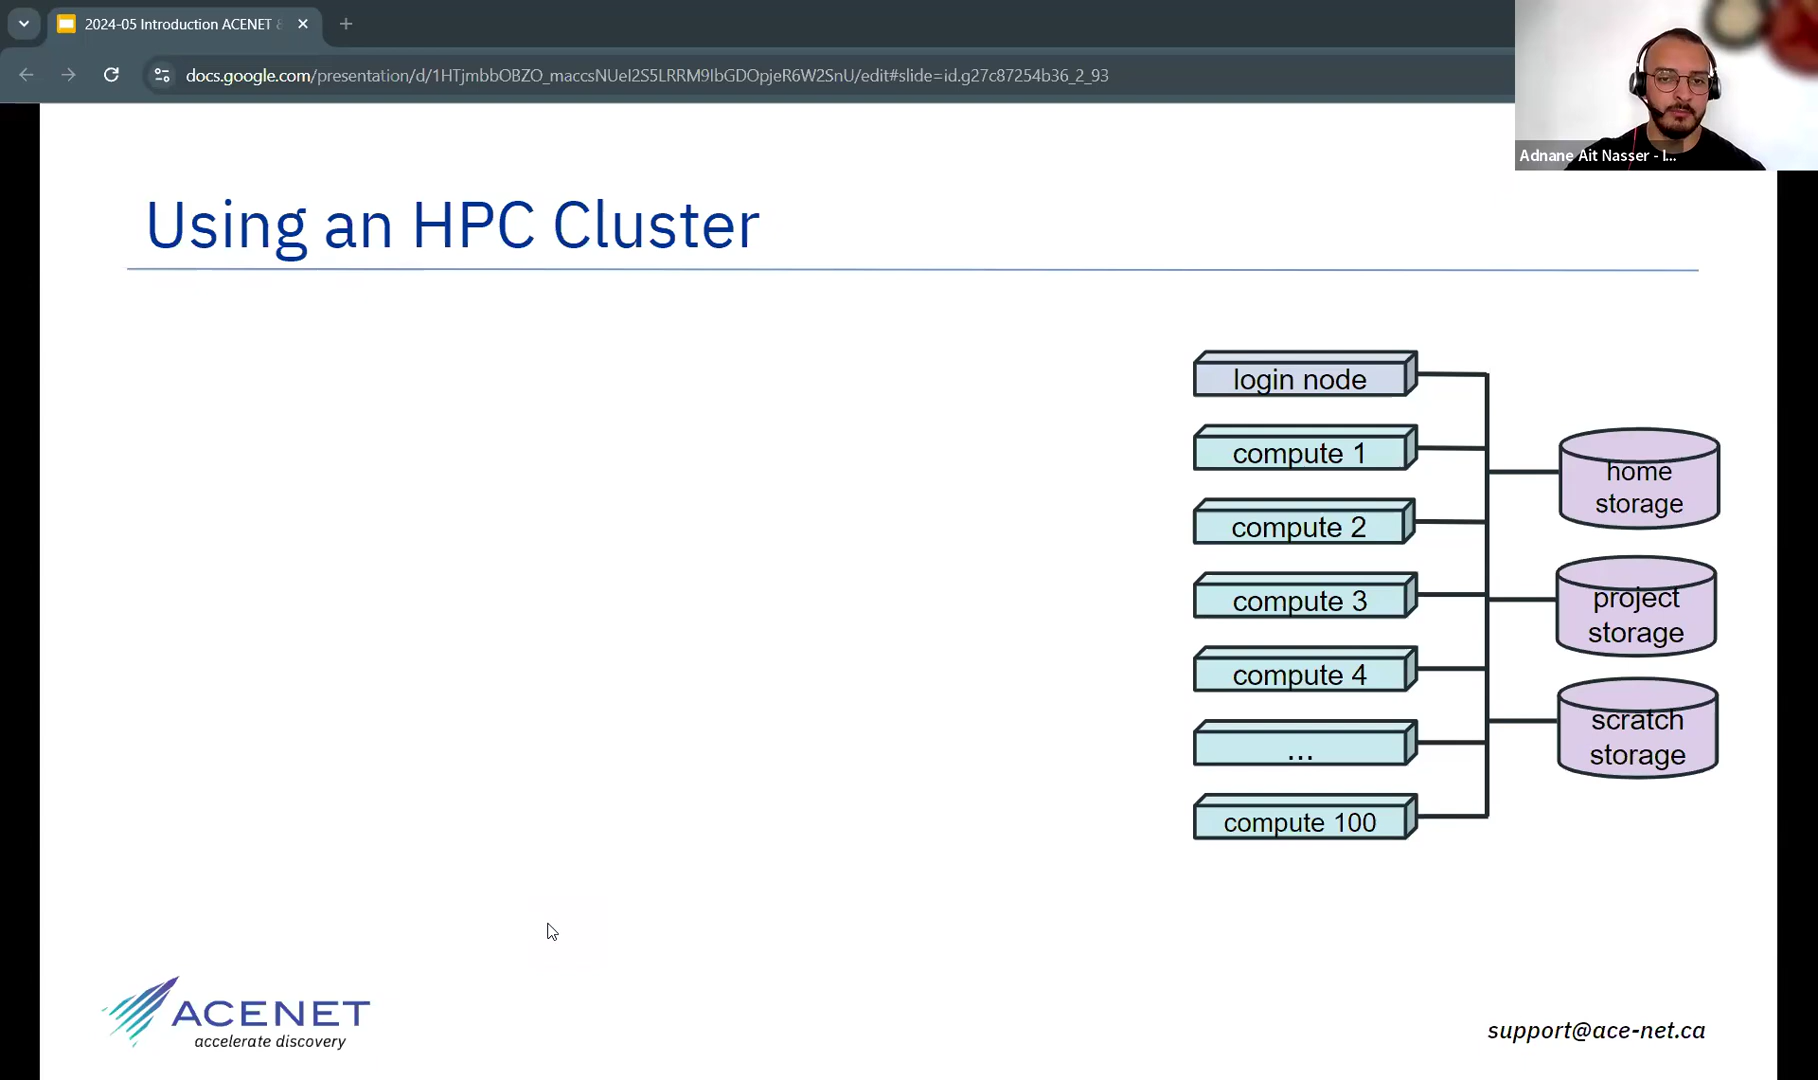 2024-05 Introduction ACENET &
docs.google.com/presentation/d/1HTjmbbOBZO_maccsNUeI2S5LRRM9IbGDOpjeR6W2SnU/edit#slide=id.g27c87254b36_2_93
Adnane Ait Nasser - I...
Using an HPC Cluster
login node
compute 1
compute 2
compute 3
compute 4
...
compute 100
home
storage
project
storage
scratch
storage
ACENET
accelerate discovery
support@ace-net.ca